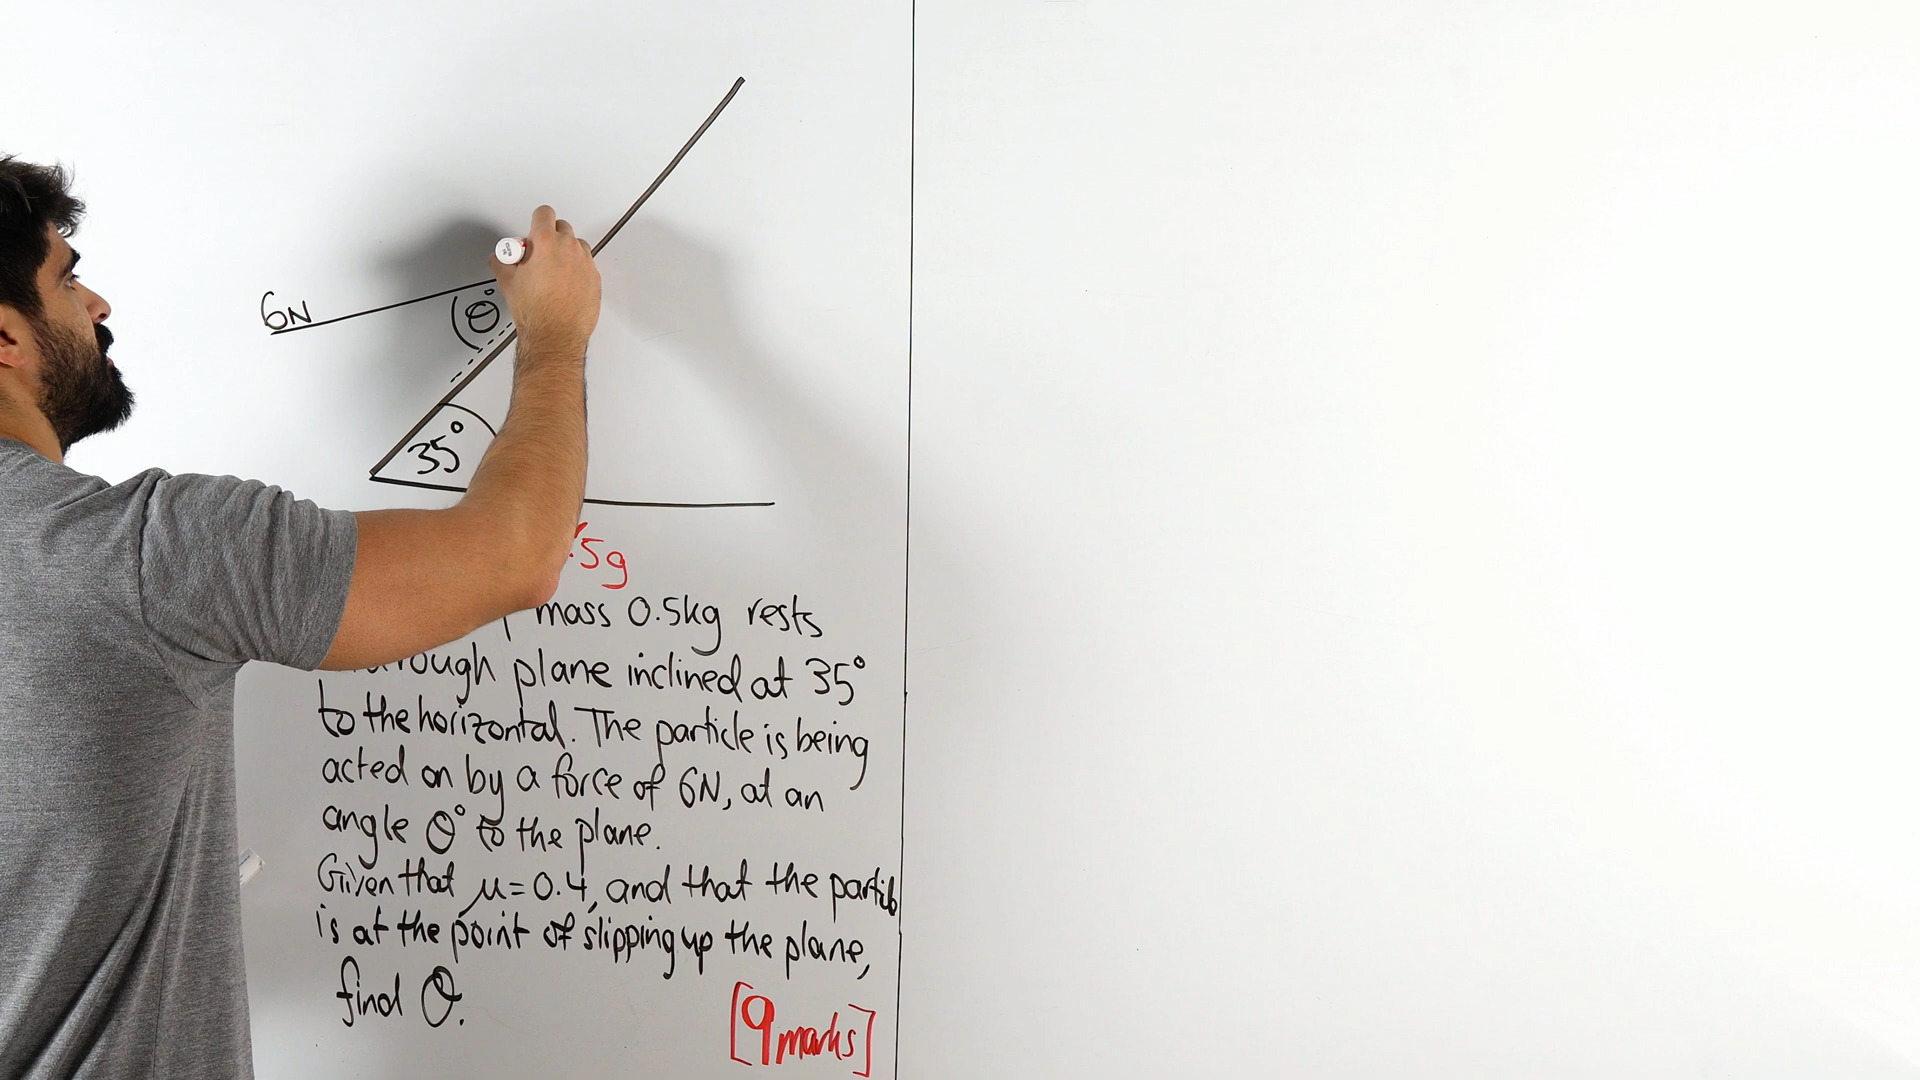 6N
θ°
35°
.5g
mass 0.5kg rests
rough plane inclined at 35°
to the horizontal. The particle is being
acted on by a force of 6N, at an
angle θ° to the plane.
Given that μ=0.4, and that the particle
is at the point of slipping up the plane,
find θ.
[9 marks]